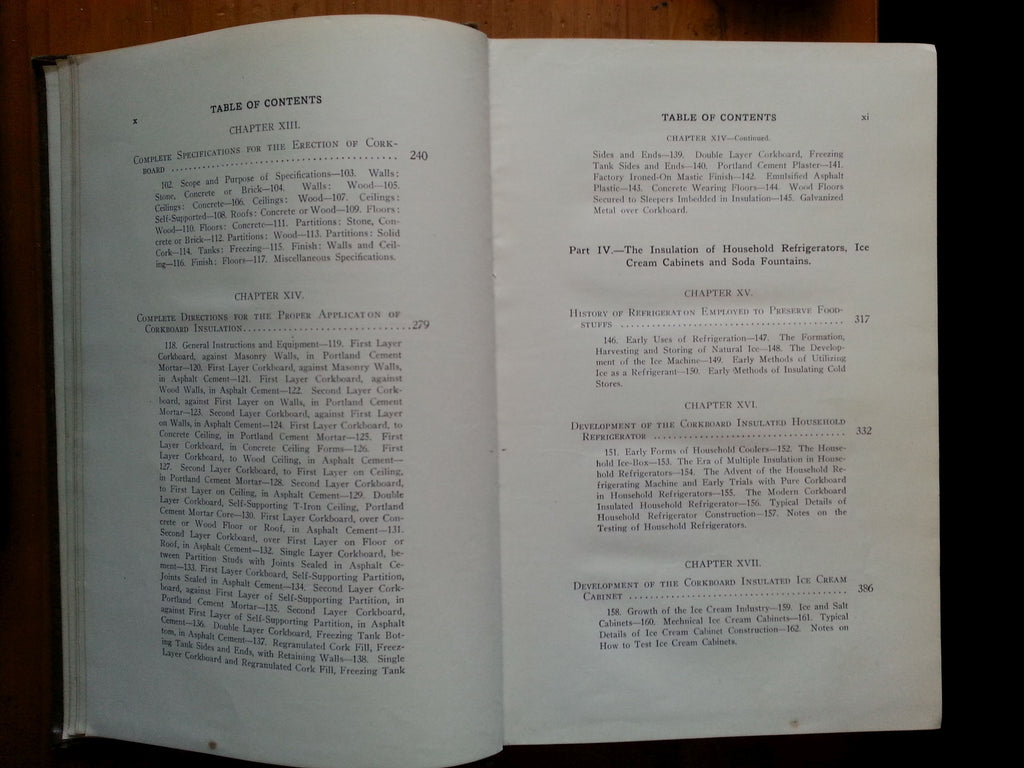 TABLE OF CONTENTS
x
CHAPTER XIII.
COMPLETE SPECIFICATIONS FOR THE ERECTION OF CORK-
BOARD ........................................ 240
102. Scope and Purpose of Specifications—103. Walls:
Stone, Concrete or Brick—104. Walls: Wood—105.
Ceilings: Concrete—106. Ceilings: Wood—107. Ceilings:
Self-Supported—108. Roofs: Concrete or Wood—109. Floors:
Wood—110. Floors: Concrete—111. Partitions: Stone, Con-
crete or Brick—112. Partitions: Wood—113. Partitions: Solid
Cork—114. Tanks: Freezing—115. Finish: Walls and Ceil-
ing—116. Finish: Floors—117. Miscellaneous Specifications.
CHAPTER XIV.
COMPLETE DIRECTIONS FOR THE PROPER APPLICATION OF
CORKBOARD INSULATION.............................279
118. General Instructions and Equipment—119. First Layer
Corkboard, against Masonry Walls, in Portland Cement
Mortar—120. First Layer Corkboard, against Masonry Walls,
in Asphalt Cement—121. First Layer Corkboard, against
Wood Walls, in Asphalt Cement—122. Second Layer Cork-
board, against First Layer on Walls, in Portland Cement
Mortar—123. Second Layer Corkboard, against First Layer
on Walls, in Asphalt Cement—124. First Layer Corkboard, to
Concrete Ceiling, in Portland Cement Mortar—125. First
Layer Corkboard, in Concrete Ceiling Forms—126. First
Layer Corkboard, to Wood Ceiling, in Asphalt Cement—
127. Second Layer Corkboard, to First Layer on Ceiling,
in Portland Cement Mortar—128. Second Layer Corkboard,
to First Layer on Ceiling, in Asphalt Cement—129. Double
Layer Corkboard, Self-Supporting T-Iron Ceiling, Portland
Cement Mortar Core—130. First Layer Corkboard, over Con-
crete or Wood Floor or Roof, in Asphalt Cement—131.
Second Layer Corkboard, over First Layer on Floor or
Roof, in Asphalt Cement—132. Single Layer Corkboard, be-
tween Partition Studs with Joints Sealed in Asphalt Ce-
ment—133. First Layer Corkboard, Self-Supporting Partition,
Joints Sealed in Asphalt Cement—134. Second Layer Cork-
board, against First Layer of Self-Supporting Partition, in
Portland Cement Mortar—135. Second Layer Corkboard,
against First Layer of Self-Supporting Partition, in Asphalt
Cement—136. Double Layer Corkboard, Freezing Tank Bot-
tom, in Asphalt Cement—137. Regranulated Cork Fill, Freez-
ing Tank Sides and Ends, with Retaining Walls—138. Single
Layer Corkboard and Regranulated Cork Fill, Freezing Tank
TABLE OF CONTENTS xi
CHAPTER XIV—Continued.
Sides and Ends—139. Double Layer Corkboard, Freezing
Tank Sides and Ends—140. Portland Cement Plaster—141.
Factory Ironed-On Mastic Finish—142. Emulsified Asphalt
Plastic—143. Concrete Wearing Floors—144. Wood Floors
Secured to Sleepers Imbedded in Insulation—145. Galvanized
Metal over Corkboard.
Part IV.—The Insulation of Household Refrigerators, Ice
Cream Cabinets and Soda Fountains.
CHAPTER XV.
HISTORY OF REFRIGERATON EMPLOYED TO PRESERVE FOOD-
STUFFS ........................................ 317
146. Early Uses of Refrigeration—147. The Formation,
Harvesting and Storing of Natural Ice—148. The Develop-
ment of the Ice Machine—149. Early Methods of Utilizing
Ice as a Refrigerant—150. Early Methods of Insulating Cold
Stores.
CHAPTER XVI.
DEVELOPMENT OF THE CORKBOARD INSULATED HOUSEHOLD
REFRIGERATOR ................................... 332
151. Early Forms of Household Coolers—152. The House-
hold Ice-Box—153. The Era of Multiple Insulation in House-
hold Refrigerators—154. The Advent of the Household Re-
frigerating Machine and Early Trials with Pure Corkboard
in Household Refrigerators—155. The Modern Corkboard
Insulated Household Refrigerator—156. Typical Details of
Household Refrigerator Construction—157. Notes on the
Testing of Household Refrigerators.
CHAPTER XVII.
DEVELOPMENT OF THE CORKBOARD INSULATED ICE CREAM
CABINET ........................................ 386
158. Growth of the Ice Cream Industry—159. Ice and Salt
Cabinets—160. Mechnical Ice Cream Cabinets—161. Typical
Details of Ice Cream Cabinet Construction—162. Notes on
How to Test Ice Cream Cabinets.